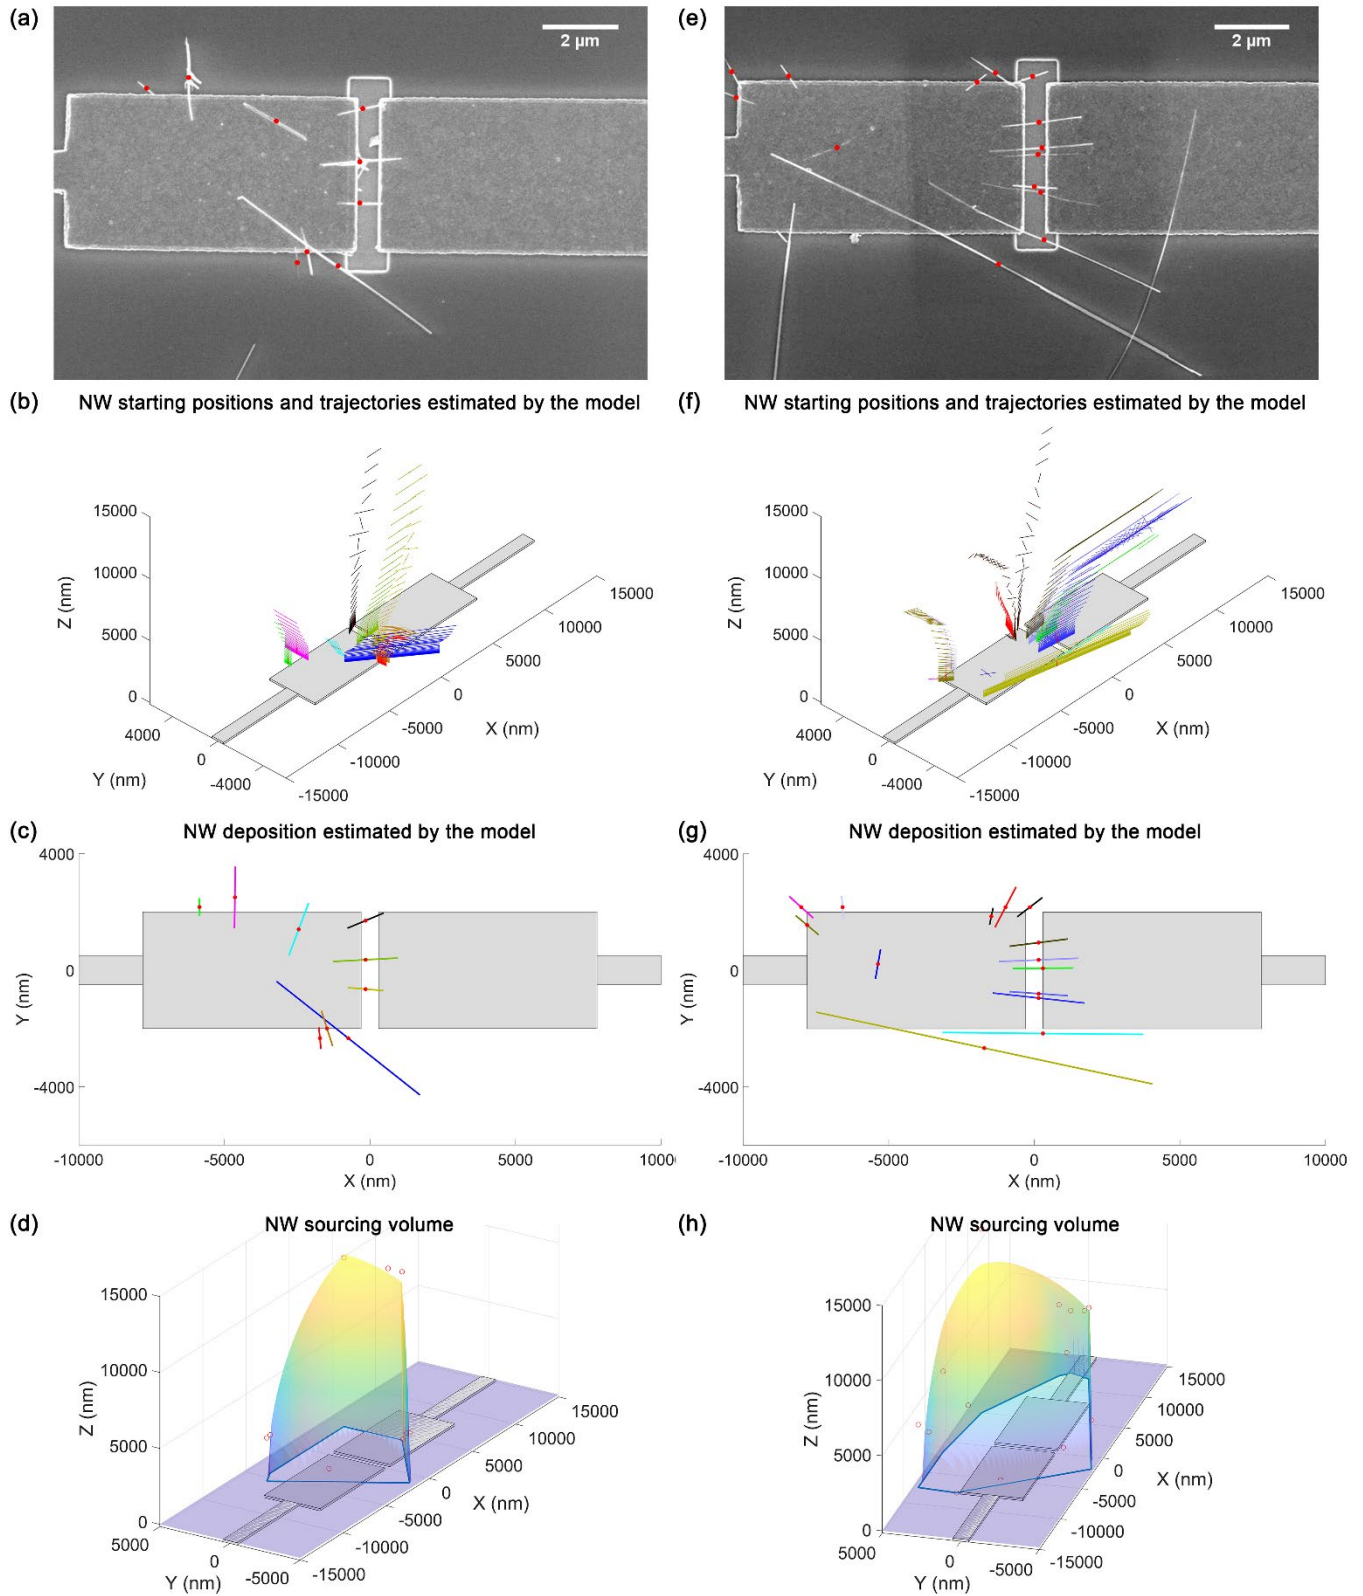 (a)
2 µm
(e)
2 µm
(b) NW starting positions and trajectories estimated by the model
15000
10000
5000
0
Z (nm)
4000
0
-4000
Y (nm)
-15000
-10000
-5000
0
5000
10000
15000
X (nm)
(f) NW starting positions and trajectories estimated by the model
15000
10000
5000
0
Z (nm)
4000
0
-4000
Y (nm)
-15000
-10000
-5000
0
5000
10000
15000
X (nm)
(c) NW deposition estimated by the model
4000
0
-4000
Y (nm)
-10000 -5000 0 5000 1000
X (nm)
(g) NW deposition estimated by the model
4000
0
-4000
Y (nm)
-10000 -5000 0 5000 10000
X (nm)
(d) NW sourcing volume
15000
10000
5000
0
Z (nm)
5000
0
-5000
Y (nm)
-15000
-10000
-5000
0
5000
10000
15000
X (nm)
(h) NW sourcing volume
15000
10000
5000
0
Z (nm)
5000
0
-5000
Y (nm)
-15000
-10000
-5000
0
5000
10000
15000
X (nm)